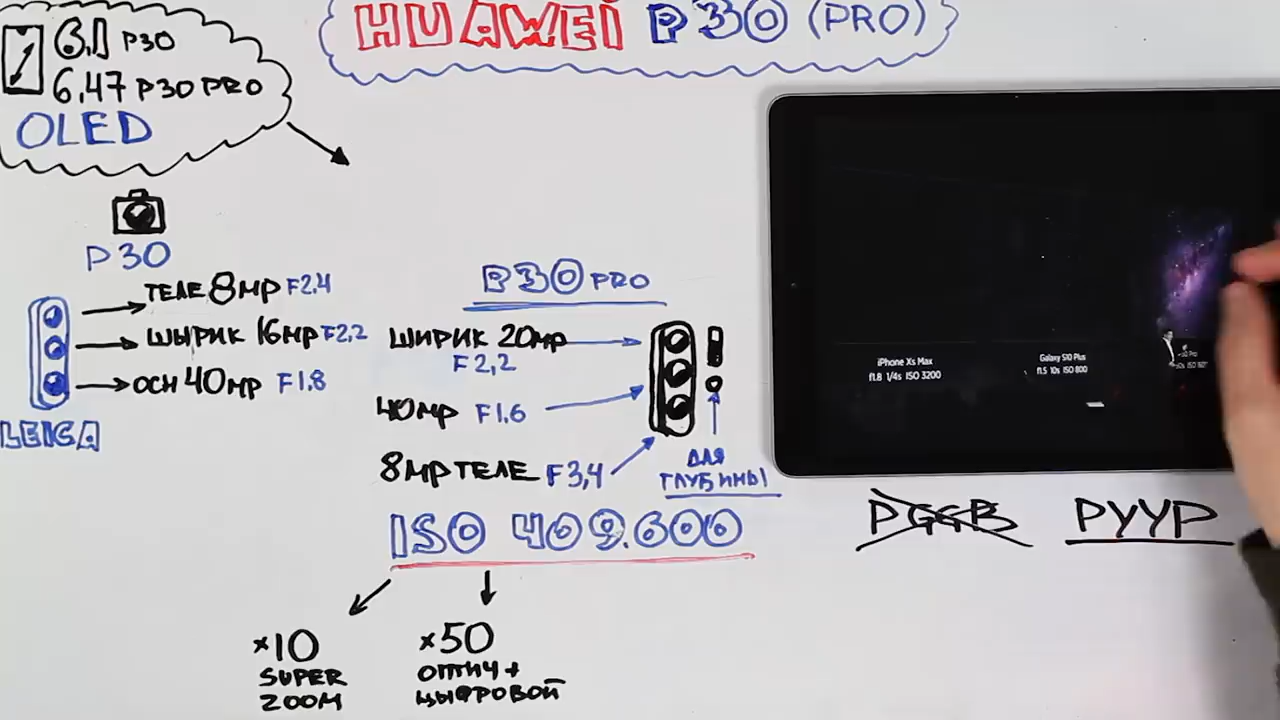 HUAWEI P30 (PRO)
6,1 P30
6,47 P30 PRO
OLED
P30
ТЕЛЕ 8МР F2,4
ШЫРИК 16МР F2,2
ОСН 40МР F1.8
LEICA
P30 PRO
ШИРИК 20МР
F2,2
40МР F1.6
8МР ТЕЛЕ F3,4
ДЛЯ
ГЛУБИНЫ
ISO 409.600
×10
SUPER
ZOOM
×50
ОПТИЧ +
ЦЫФРОВОЙ
iPhone Xs Max
f1.8 1/4s ISO 3200
Galaxy S10 Plus
f1.5 10s ISO 800
РGGB
РYYP